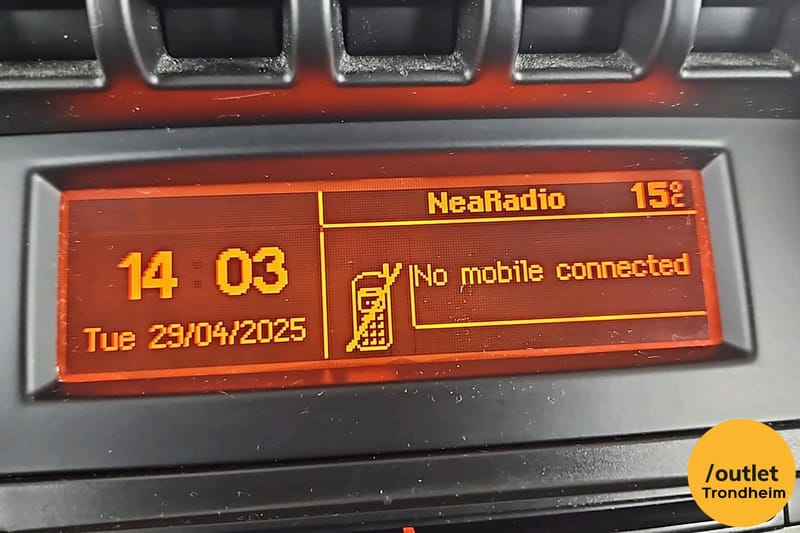 NeaRadio 15°C
14:03
No mobile connected
Tue 29/04/2025
/outlet
Trondheim